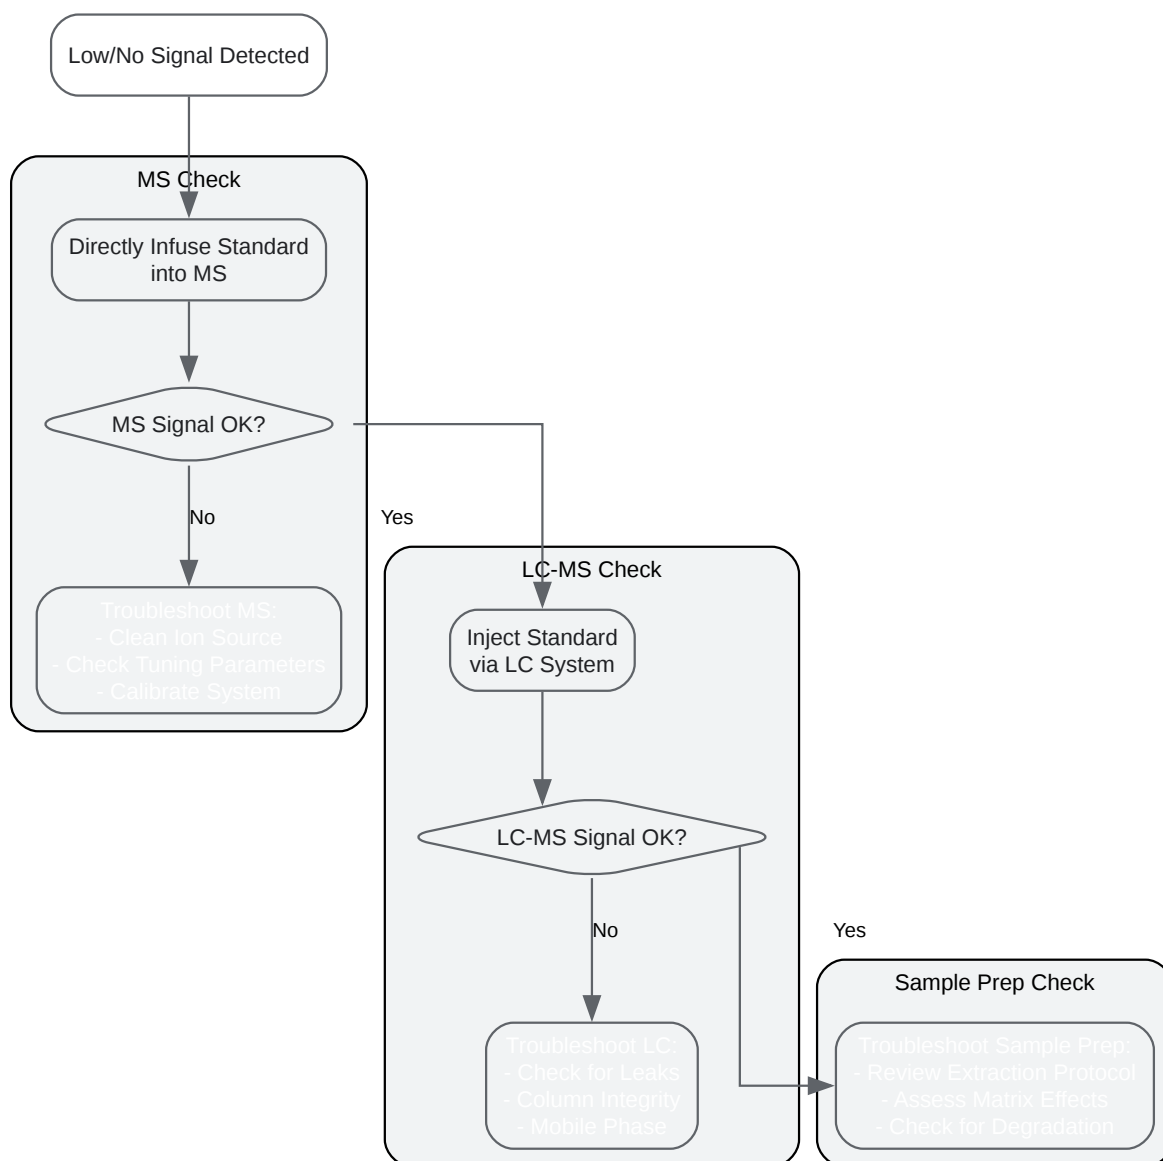 Low/No Signal Detected
MS Check
Directly Infuse Standard
into MS
MS Signal OK?
No
Yes
Troubleshoot MS:
- Clean Ion Source
- Check Tuning Parameters
- Calibrate System
LC-MS Check
Inject Standard
via LC System
LC-MS Signal OK?
No
Yes
Troubleshoot LC:
- Check for Leaks
- Column Integrity
- Mobile Phase
Sample Prep Check
Troubleshoot Sample Prep:
- Review Extraction Protocol
- Assess Matrix Effects
- Check for Degradation